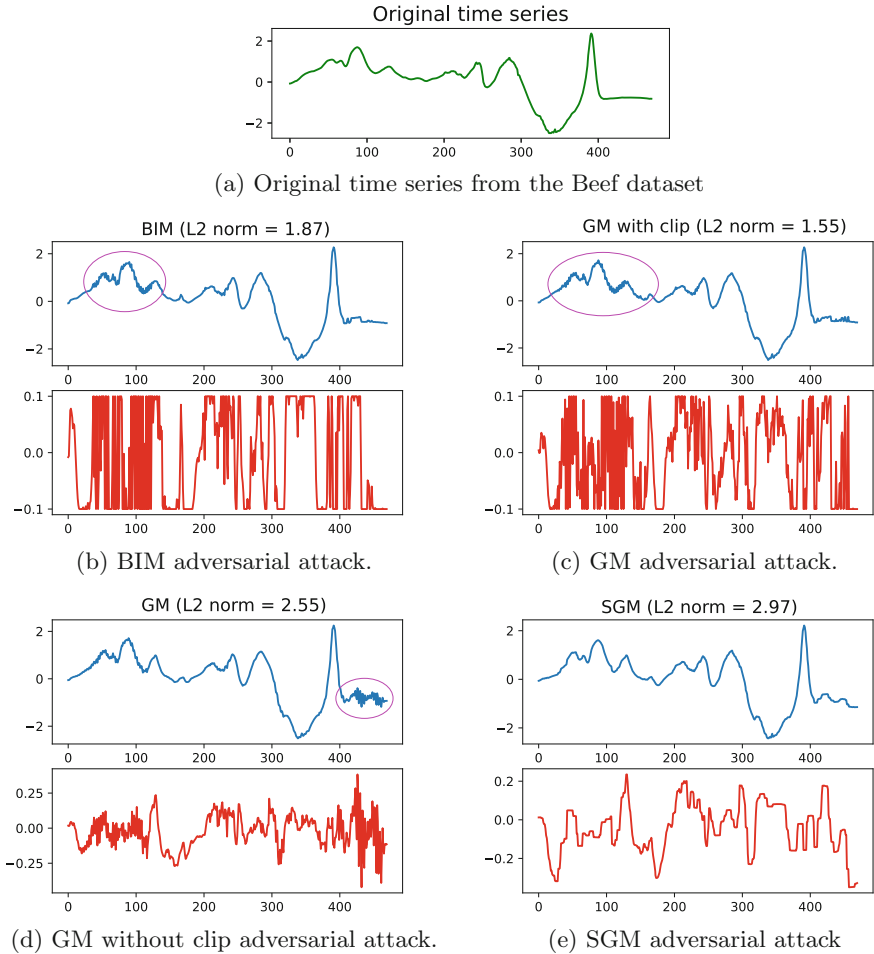 Original time series
2
0
−2
0 100 200 300 400
(a) Original time series from the Beef dataset
BIM (L2 norm = 1.87)
2
0
−2
0 100 200 300 400
0.1
0.0
−0.1
0 100 200 300 400
(b) BIM adversarial attack.
GM with clip (L2 norm = 1.55)
2
0
−2
0 100 200 300 400
0.1
0.0
−0.1
0 100 200 300 400
(c) GM adversarial attack.
GM (L2 norm = 2.55)
2
0
−2
0 100 200 300 400
0.25
0.00
−0.25
0 100 200 300 400
(d) GM without clip adversarial attack.
SGM (L2 norm = 2.97)
2
0
−2
0 100 200 300 400
0.2
0.0
−0.2
0 100 200 300 400
(e) SGM adversarial attack